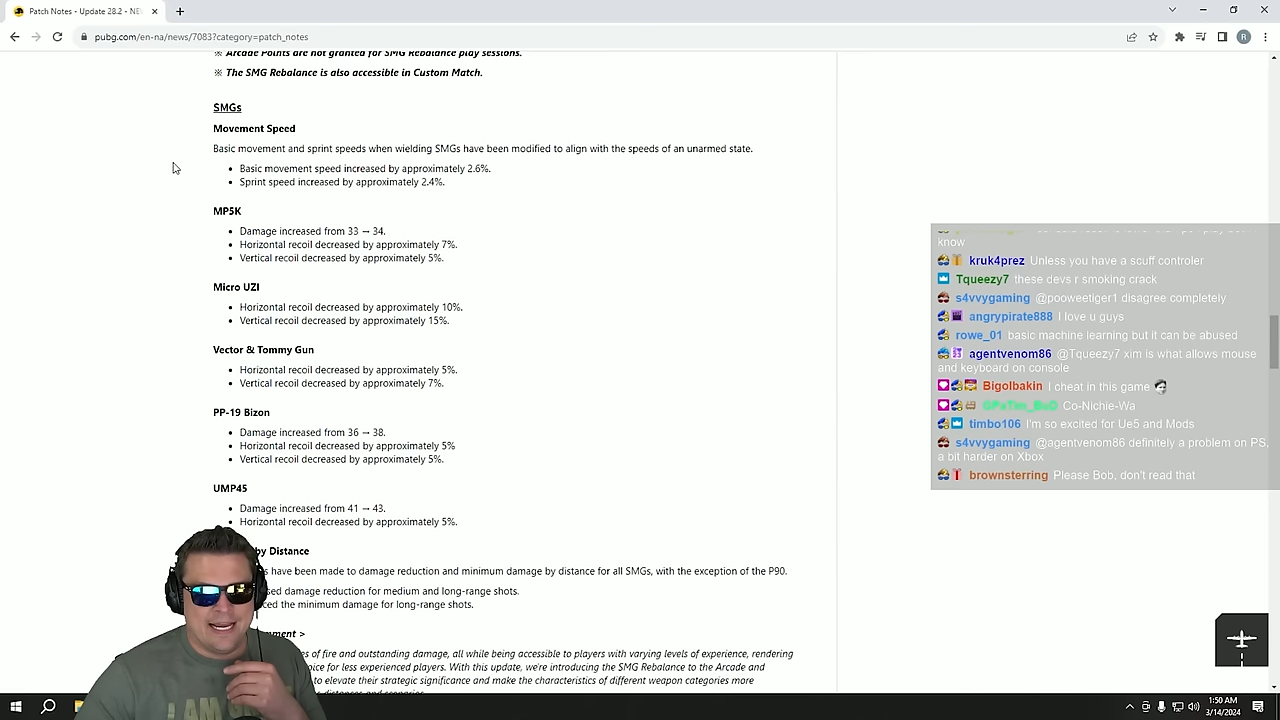 Patch Notes - Update 28.2 - NE
pubg.com/en-na/news/7083?category=patch_notes
R
※ Arcade Points are not granted for SMG Rebalance play sessions.
※ The SMG Rebalance is also accessible in Custom Match.
SMGs
Movement Speed
Basic movement and sprint speeds when wielding SMGs have been modified to align with the speeds of an unarmed state.
• Basic movement speed increased by approximately 2.6%.
• Sprint speed increased by approximately 2.4%.
MP5K
• Damage increased from 33 → 34.
• Horizontal recoil decreased by approximately 7%.
• Vertical recoil decreased by approximately 5%.
Micro UZI
• Horizontal recoil decreased by approximately 10%.
• Vertical recoil decreased by approximately 15%.
Vector & Tommy Gun
• Horizontal recoil decreased by approximately 5%.
• Vertical recoil decreased by approximately 7%.
PP-19 Bizon
• Damage increased from 36 → 38.
• Horizontal recoil decreased by approximately 5%
• Vertical recoil decreased by approximately 5%.
UMP45
• Damage increased from 41 → 43.
• Horizontal recoil decreased by approximately 5%.
by Distance
have been made to damage reduction and minimum damage by distance for all SMGs, with the exception of the P90.
damage reduction for medium and long-range shots.
the minimum damage for long-range shots.
>
of fire and outstanding damage, all while being accessible to players with varying levels of experience, rendering
for less experienced players. With this update, we're introducing the SMG Rebalance to the Arcade and
to elevate their strategic significance and make the characteristics of different weapon categories more
distances and scenarios.
know
kruk4prez Unless you have a scuff controler
Tqueezy7 these devs r smoking crack
s4vvygaming @pooweetiger1 disagree completely
angrypirate888 I love u guys
rowe_01 basic machine learning but it can be abused
agentvenom86 @Tqueezy7 xim is what allows mouse
and keyboard on console
Bigolbakin I cheat in this game
Co-Nichie-Wa
timbo106 I'm so excited for Ue5 and Mods
s4vvygaming @agentvenom86 definitely a problem on PS,
a bit harder on Xbox
brownsterring Please Bob, don't read that
I AM
1:50 AM
3/14/2024